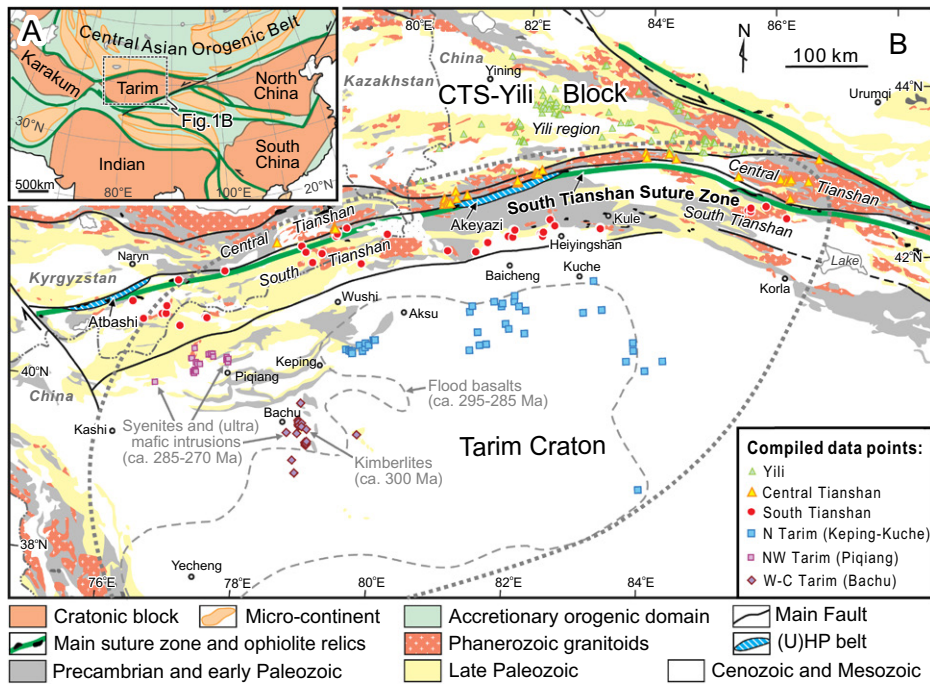 A
Central Asian Orogenic Belt
Karakum
Tarim
North
China
Fig.1B
30°N
Indian
South
China
500km
80°E
100°E
20°N
80°E
82°E
84°E
B
N
100 km
China
Kazakhstan
Yining
44°N
Urumqi
CTS-Yili Block
Yili region
Central Tianshan
South Tianshan Suture Zone
Akeyazi
South Tianshan
Kule
Heiyingshan
Central Tianshan
South Tianshan
Naryn
Kyrgyzstan
Baicheng
Kuche
Lake
42°N
Korla
Atbashi
Wushi
Aksu
Keping
Piqiang
40°N
China
Flood basalts
(ca. 295-285 Ma)
Bachu
Kashi
Syenites and (ultra)
mafic intrusions
(ca. 285-270 Ma)
Kimberlites
(ca. 300 Ma)
Tarim Craton
Compiled data points:
Yili
Central Tianshan
South Tianshan
N Tarim (Keping-Kuche)
NW Tarim (Piqiang)
W-C Tarim (Bachu)
38°N
Yecheng
76°E
78°E
80°E
82°E
84°E
Cratonic block
Micro-continent
Accretionary orogenic domain
Main Fault
Main suture zone and ophiolite relics
Phanerozoic granitoids
(U)HP belt
Precambrian and early Paleozoic
Late Paleozoic
Cenozoic and Mesozoic